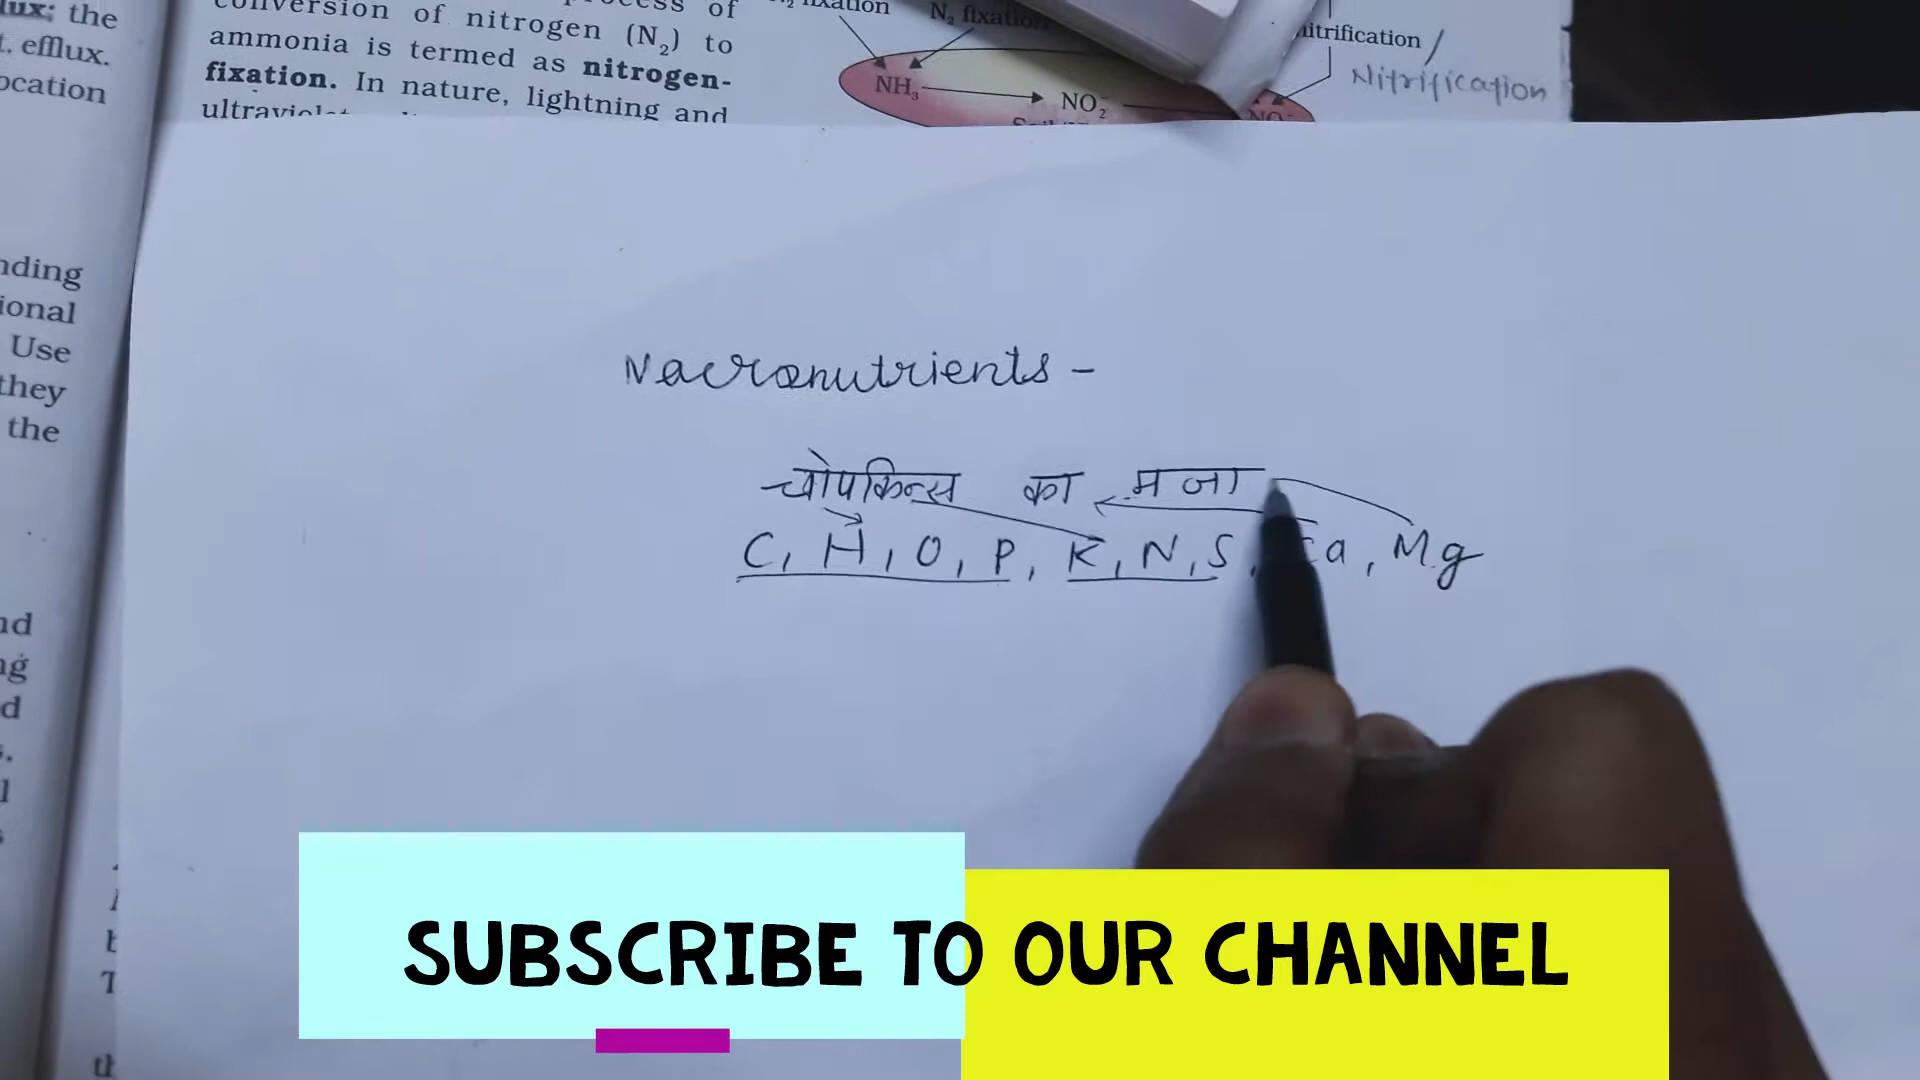 lux; the
efflux.
ocation
nding
ional
Use
they
the
conversion of nitrogen (N₂) to
ammonia is termed as nitrogen-
fixation. In nature, lightning and
N₂ fixation
NH₃
NO₂⁻
nitrification /
Nitrification
Macronutrients -
चोपकिन्स का मजा
C, H, O, P, K, N, S, Ca, Mg
SUBSCRIBE TO OUR CHANNEL